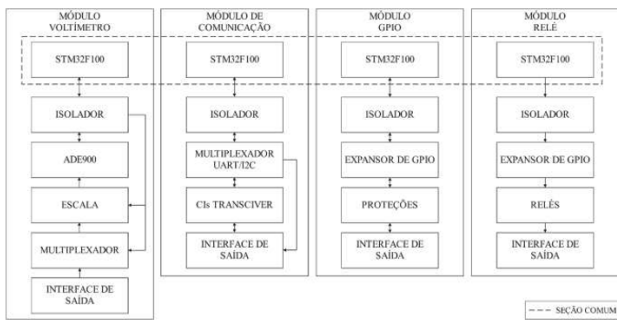 MÓDULO
VOLTÍMETRO
STM32F100
ISOLADOR
ADE900
ESCALA
MULTIPLEXADOR
INTERFACE DE
SAÍDA
MÓDULO DE
COMUNICAÇÃO
STM32F100
ISOLADOR
MULTIPLEXADOR
UART/I2C
CIs TRANSCIVER
INTERFACE DE
SAÍDA
MÓDULO
GPIO
STM32F100
ISOLADOR
EXPANSOR DE GPIO
PROTEÇÕES
INTERFACE DE
SAÍDA
MÓDULO
RELÉ
STM32F100
ISOLADOR
EXPANSOR DE GPIO
RELÉS
INTERFACE DE
SAÍDA
SEÇÃO COMUM